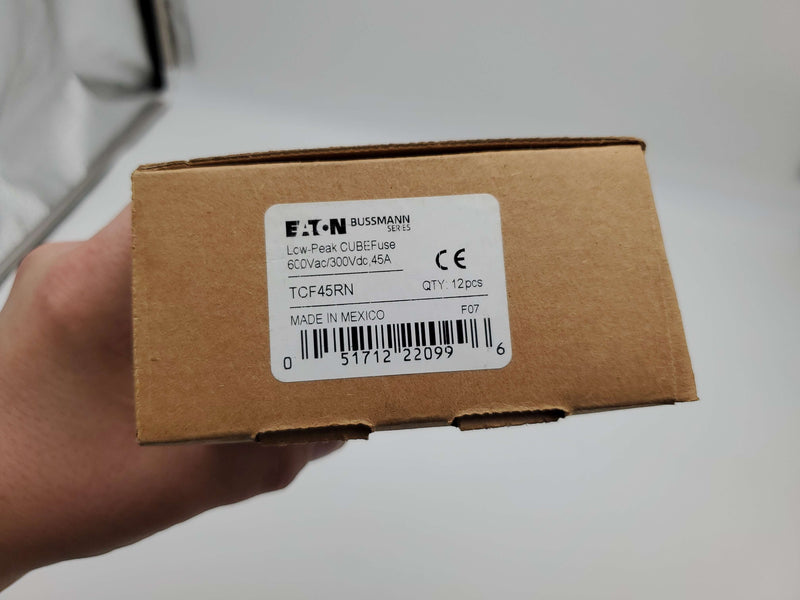 EATON BUSSMANN SERIES
Low-Peak CUBEFuse
600Vac/300Vdc,45A
CE
TCF45RN QTY: 12pcs
MADE IN MEXICO F07
0 51712 22099 6